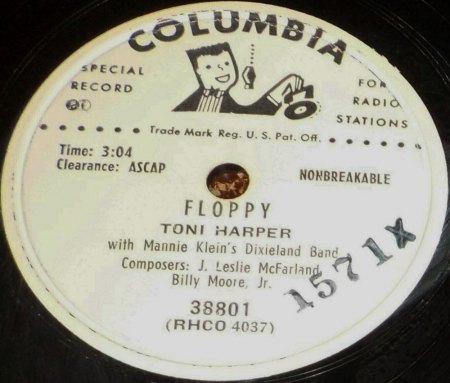 COLUMBIA
SPECIAL RECORD
FOR RADIO STATIONS
Trade Mark Reg. U. S. Pat. Off.
Time: 3:04
Clearance: ASCAP
NONBREAKABLE
FLOPPY
TONI HARPER
with Mannie Klein's Dixieland Band
Composers: J. Leslie McFarland,
Billy Moore, Jr.
1571X
38801
(RHCO 4037)